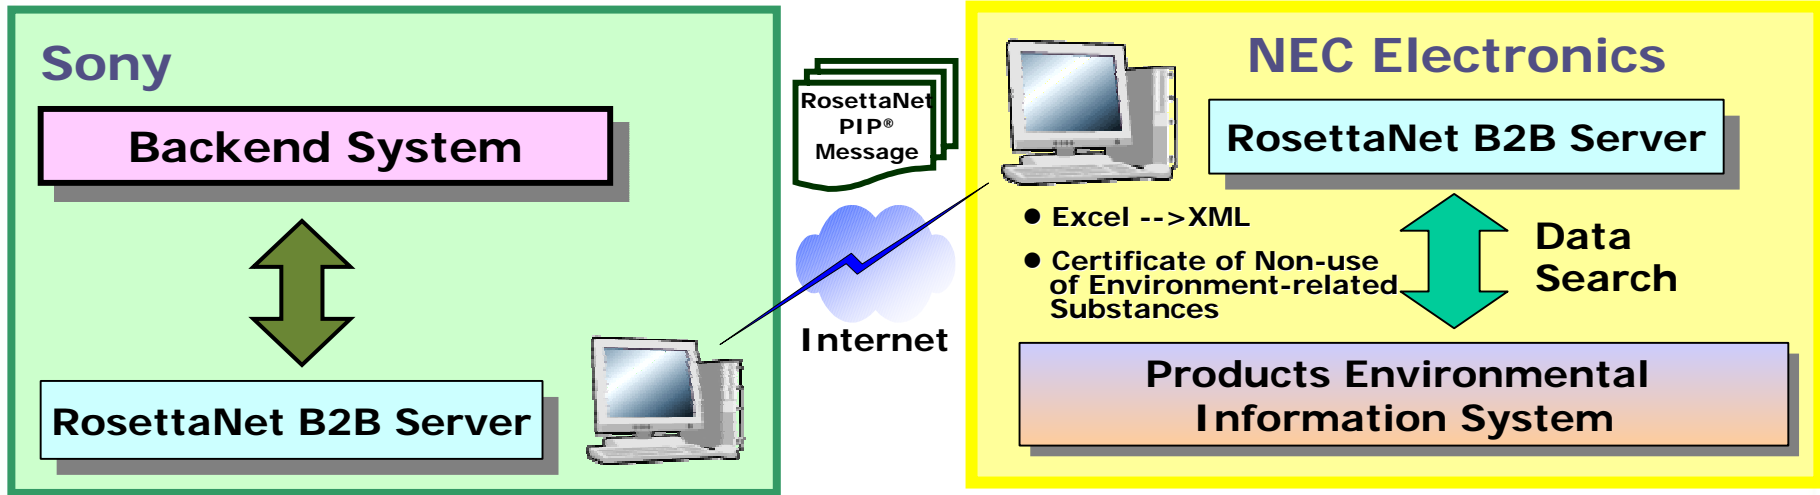 Sony
Backend System
RosettaNet B2B Server
RosettaNet
PIP®
Message
Internet
NEC Electronics
RosettaNet B2B Server
● Excel -->XML
● Certificate of Non-use
of Environment-related
Substances
Data
Search
Products Environmental
Information System